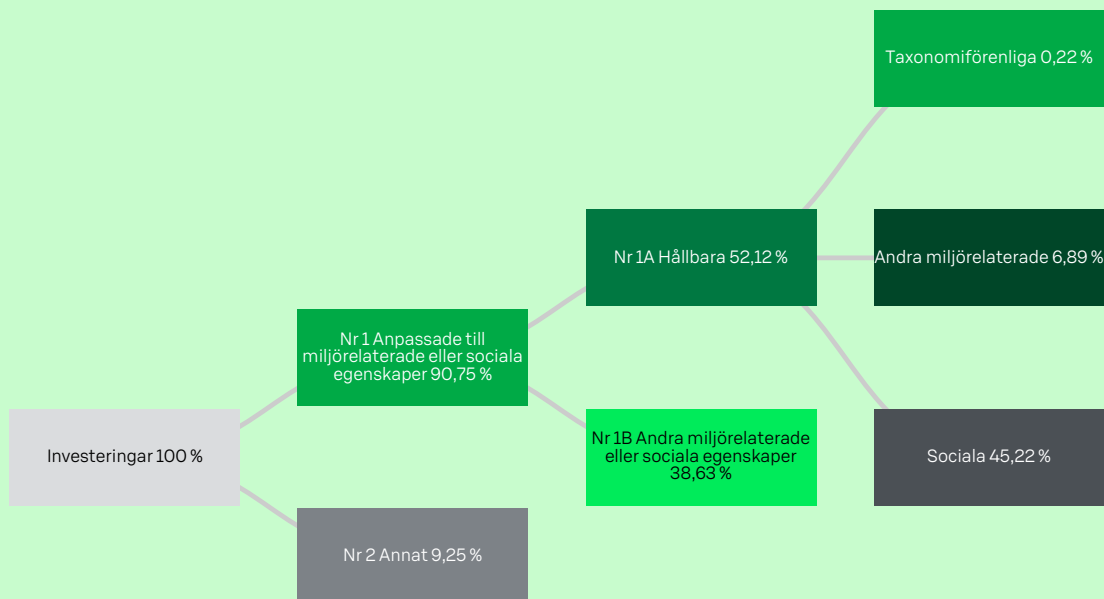 Taxonomiförenliga 0,22 %
Nr 1A Hållbara 52,12 %
Andra miljörelaterade 6,89 %
Nr 1 Anpassade till
miljörelaterade eller sociala
egenskaper 90,75 %
Investeringar 100 %
Nr 1B Andra miljörelaterade
eller sociala egenskaper
38,63 %
Sociala 45,22 %
Nr 2 Annat 9,25 %